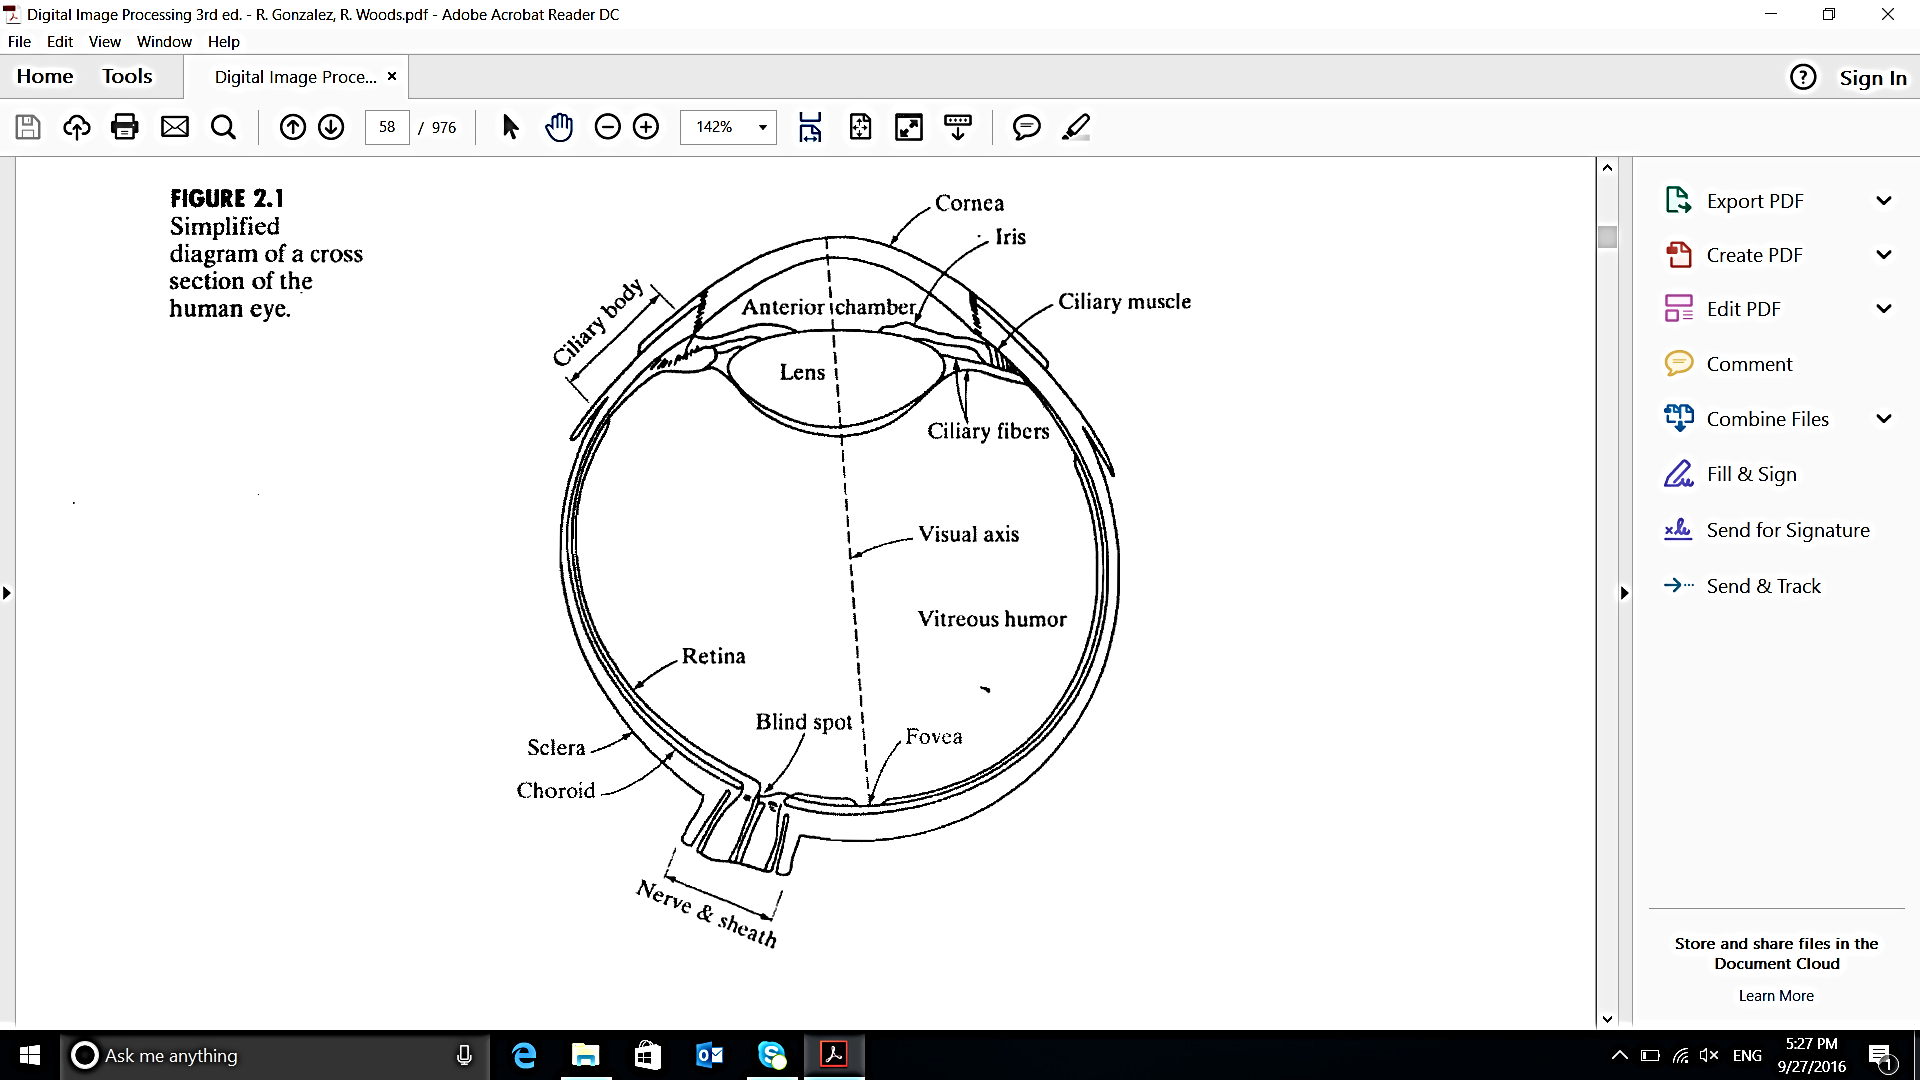 Digital Image Processing 3rd ed. - R. Gonzalez, R. Woods.pdf - Adobe Acrobat Reader DC
File Edit View Window Help
Home Tools Digital Image Proce... Sign In
58 / 976 142%
FIGURE 2.1
Simplified
diagram of a cross
section of the
human eye.
Cornea
Iris
Ciliary body
Anterior chamber
Ciliary muscle
Lens
Ciliary fibers
Visual axis
Vitreous humor
Retina
Blind spot
Fovea
Sclera
Choroid
Nerve & sheath
Export PDF
Create PDF
Edit PDF
Comment
Combine Files
Fill & Sign
Send for Signature
Send & Track
Store and share files in the
Document Cloud
Learn More
Ask me anything
ENG
5:27 PM
9/27/2016
1